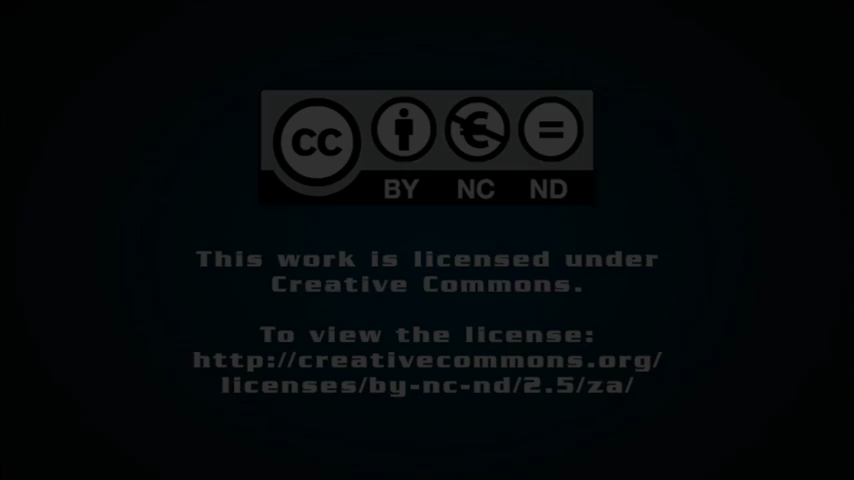 CC
BY NC ND
This work is licensed under
Creative Commons.
To view the license:
http://creativecommons.org/
licenses/by-nc-nd/2.5/za/